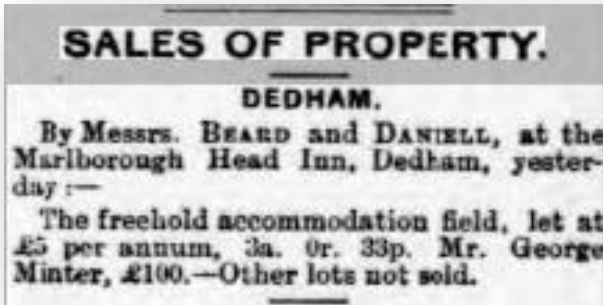 SALES OF PROPERTY.
DEDHAM.
By Messrs. BEARD and DANIELL, at the
Marlborough Head Inn, Dedham, yester-
day :—
The freehold accommodation field, let at
£5 per annum, 3a. 0r. 33p. Mr. George
Minter, £100.—Other lots not sold.